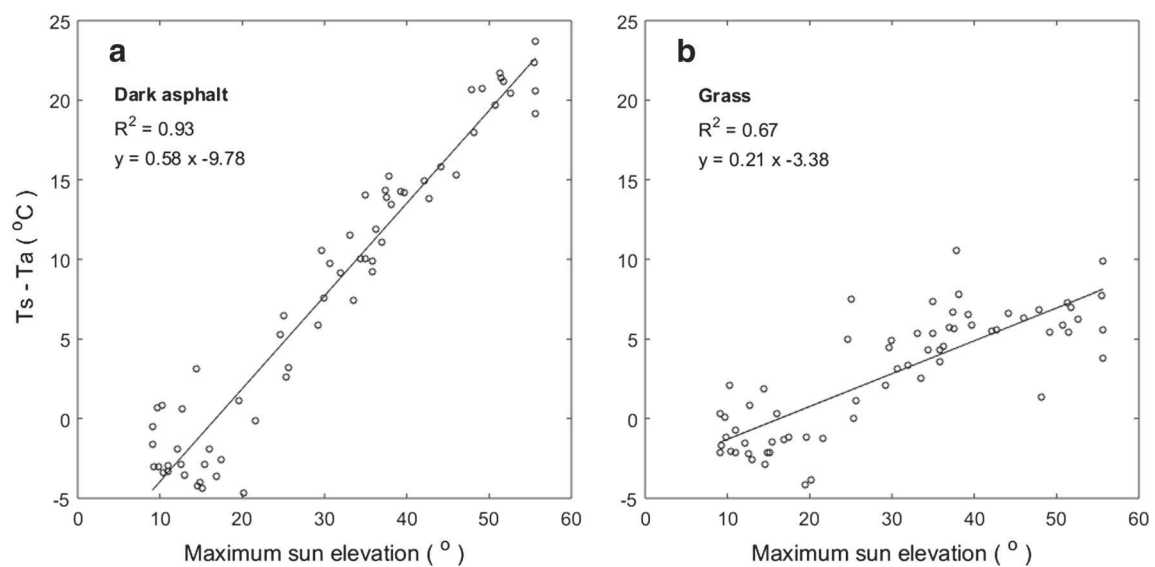 a
Dark asphalt
R² = 0.93
y = 0.58 x -9.78
Ts - Ta ( °C)
25
20
15
10
5
0
-5
0 10 20 30 40 50 60
Maximum sun elevation ( ° )
b
Grass
R² = 0.67
y = 0.21 x -3.38
25
20
15
10
5
0
-5
0 10 20 30 40 50 60
Maximum sun elevation ( ° )